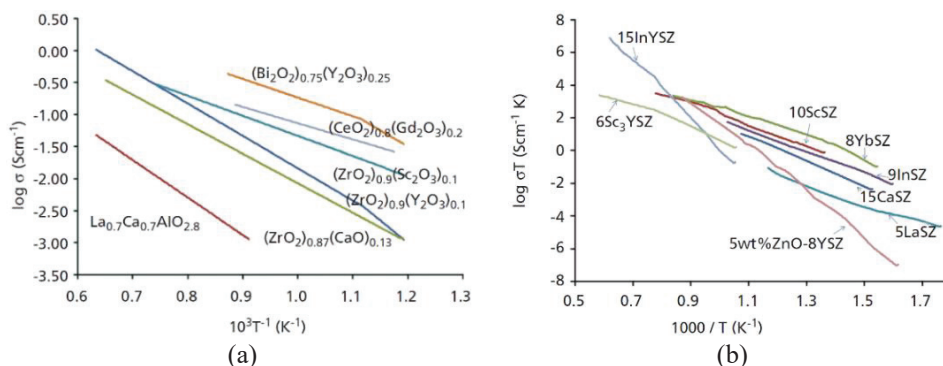 0.50
0.00
-0.50
-1.00
-1.50
-2.00
-2.50
-3.00
-3.50
log σ (Scm⁻¹)
(Bi₂O₂)₀.₇₅(Y₂O₃)₀.₂₅
(CeO₂)₀.₈(Gd₂O₃)₀.₂
(ZrO₂)₀.₉(Sc₂O₃)₀.₁
(ZrO₂)₀.₉(Y₂O₃)₀.₁
La₀.₇Ca₀.₇AlO₂.₈
(ZrO₂)₀.₈₇(CaO)₀.₁₃
0.6 0.7 0.8 0.9 1.0 1.1 1.2 1.3
10³T⁻¹ (K⁻¹)
(a)
8
6
4
2
0
-2
-4
-6
-8
log σT (Scm⁻¹ K)
15InYSZ
6Sc₃YSZ
10ScSZ
8YbSZ
9InSZ
15CaSZ
5LaSZ
5wt%ZnO-8YSZ
0.5 0.7 0.9 1.1 1.3 1.5 1.7
1000 / T (K⁻¹)
(b)